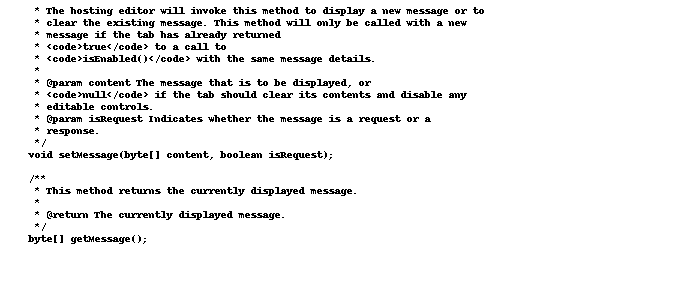 * The hosting editor will invoke this method to display a new message or to
* clear the existing message. This method will only be called with a new
* message if the tab has already returned
* <code>true</code> to a call to
* <code>isEnabled()</code> with the same message details.
*
* @param content The message that is to be displayed, or
* <code>null</code> if the tab should clear its contents and disable any
* editable controls.
* @param isRequest Indicates whether the message is a request or a
* response.
*/
void setMessage(byte[] content, boolean isRequest);
/**
* This method returns the currently displayed message.
*
* @return The currently displayed message.
*/
byte[] getMessage();